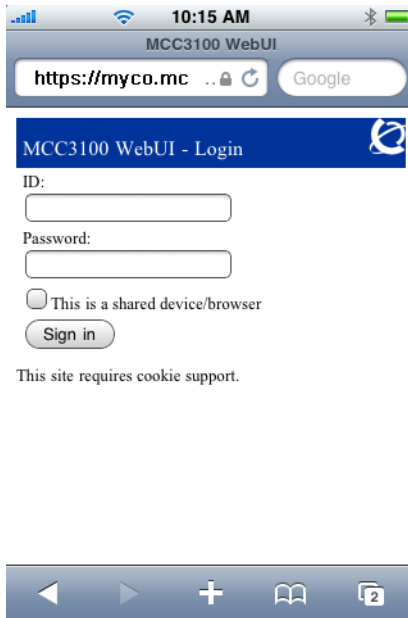 10:15 AM
MCC3100 WebUI
https://myco.mc ..
Google
MCC3100 WebUI - Login
ID:
Password:
This is a shared device/browser
Sign in
This site requires cookie support.
2